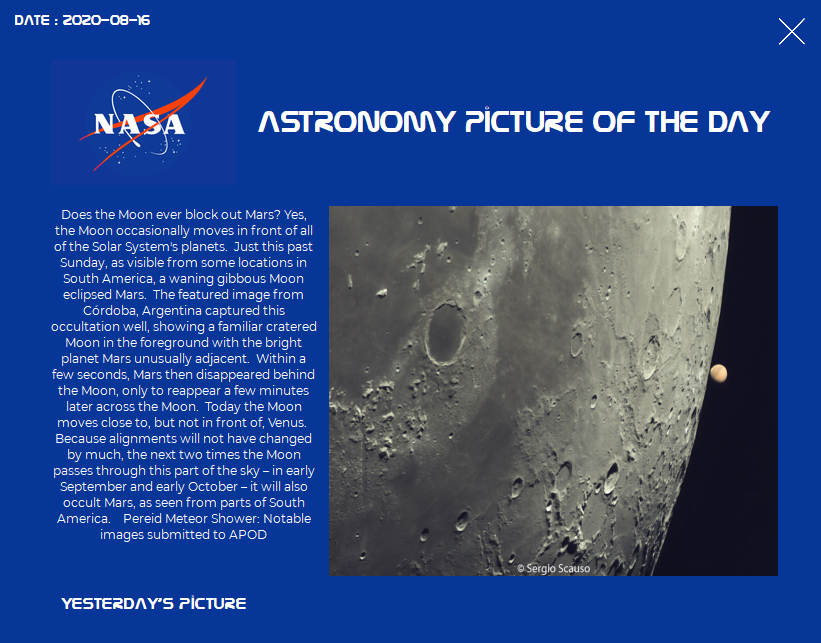 DATE : 2020-08-16
NASA
ASTRONOMY PICTURE OF THE DAY
Does the Moon ever block out Mars? Yes,
the Moon occasionally moves in front of all
of the Solar System's planets.  Just this past
Sunday, as visible from some locations in
South America, a waning gibbous Moon
eclipsed Mars.  The featured image from
Córdoba, Argentina captured this
occultation well, showing a familiar cratered
Moon in the foreground with the bright
planet Mars unusually adjacent.  Within a
few seconds, Mars then disappeared behind
the Moon, only to reappear a few minutes
later across the Moon.  Today the Moon
moves close to, but not in front of, Venus.
Because alignments will not have changed
by much, the next two times the Moon
passes through this part of the sky – in early
September and early October – it will also
occult Mars, as seen from parts of South
America.    Pereid Meteor Shower: Notable
images submitted to APOD
© Sergio Scauso
YESTERDAY'S PICTURE